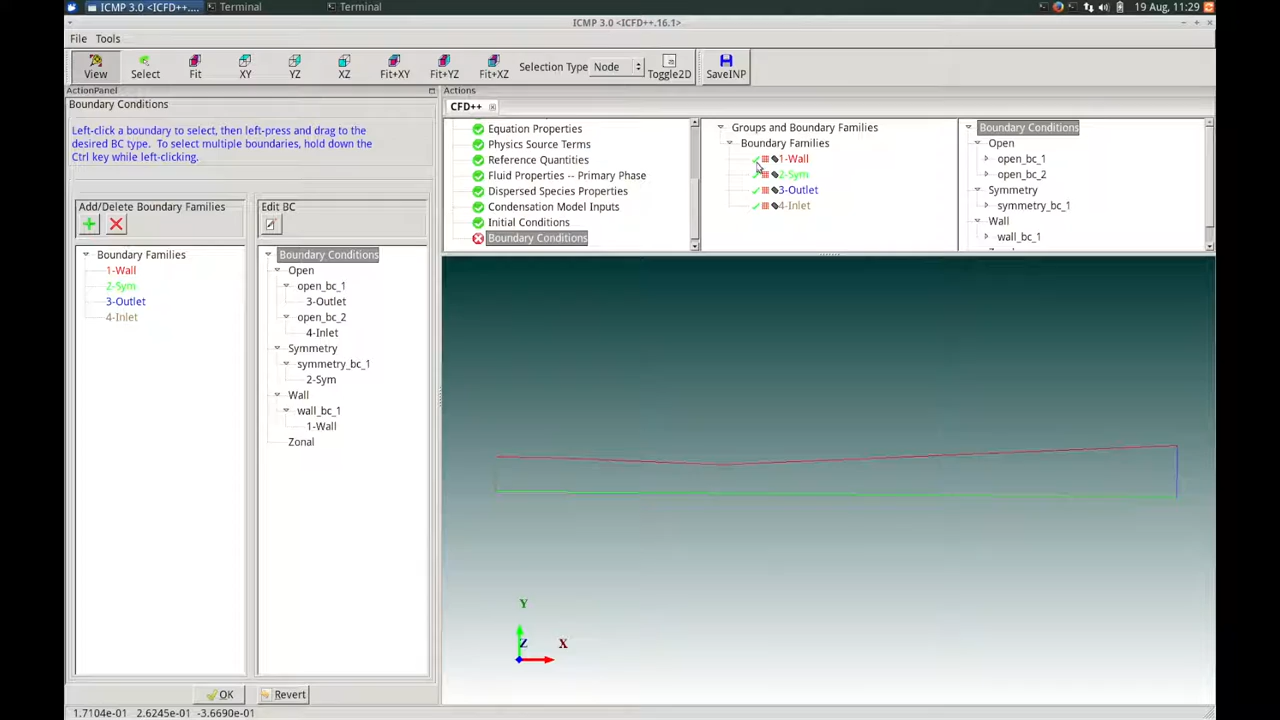 ICMP 3.0 <ICFD++.... Terminal Terminal 19 Aug, 11:29
ICMP 3.0 <ICFD++.16.1>
File Tools
View Select Fit XY YZ XZ Fit+XY Fit+YZ Fit+XZ Selection Type Node Toggle2D SaveINP
ActionPanel
Boundary Conditions
Left-click a boundary to select, then left-press and drag to the
desired BC type. To select multiple boundaries, hold down the
Ctrl key while left-clicking.
Add/Delete Boundary Families
Boundary Families
1-Wall
2-Sym
3-Outlet
4-Inlet
Edit BC
Boundary Conditions
Open
open_bc_1
3-Outlet
open_bc_2
4-Inlet
Symmetry
symmetry_bc_1
2-Sym
Wall
wall_bc_1
1-Wall
Zonal
OK Revert
Actions
CFD++
Equation Properties
Physics Source Terms
Reference Quantities
Fluid Properties -- Primary Phase
Dispersed Species Properties
Condensation Model Inputs
Initial Conditions
Boundary Conditions
Groups and Boundary Families
Boundary Families
1-Wall
2-Sym
3-Outlet
4-Inlet
Boundary Conditions
Open
open_bc_1
open_bc_2
Symmetry
symmetry_bc_1
Wall
wall_bc_1
Y
Z X
1.7104e-01 2.6245e-01 -3.6690e-01